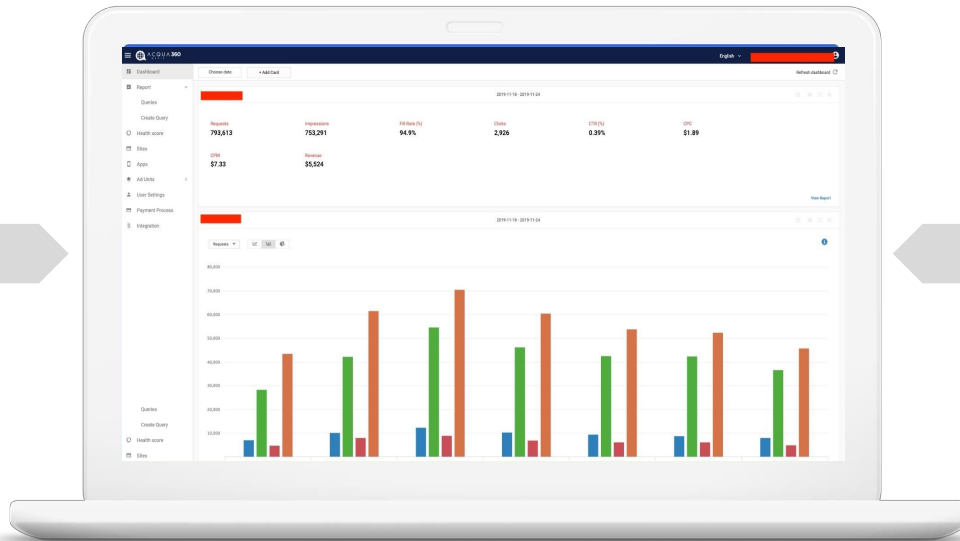 ACQUA 360
English
Dashboard
Choose date
+ Add Card
Refresh dashboard
Report
2019-11-18 - 2019-11-24
Queries
Create Query
Requests
Impressions
Fill Rate (%)
Clicks
CTR (%)
CPC
793,613
753,291
94.9%
2,926
0.39%
$1.89
Health score
Sites
CPM
Revenue
Apps
$7.33
$5,524
Ad Units
User Settings
View Report
Payment Process
2019-11-18 - 2019-11-24
Integration
Requests
80,000
70,000
60,000
50,000
40,000
30,000
20,000
10,000
Queries
Create Query
Health score
Sites